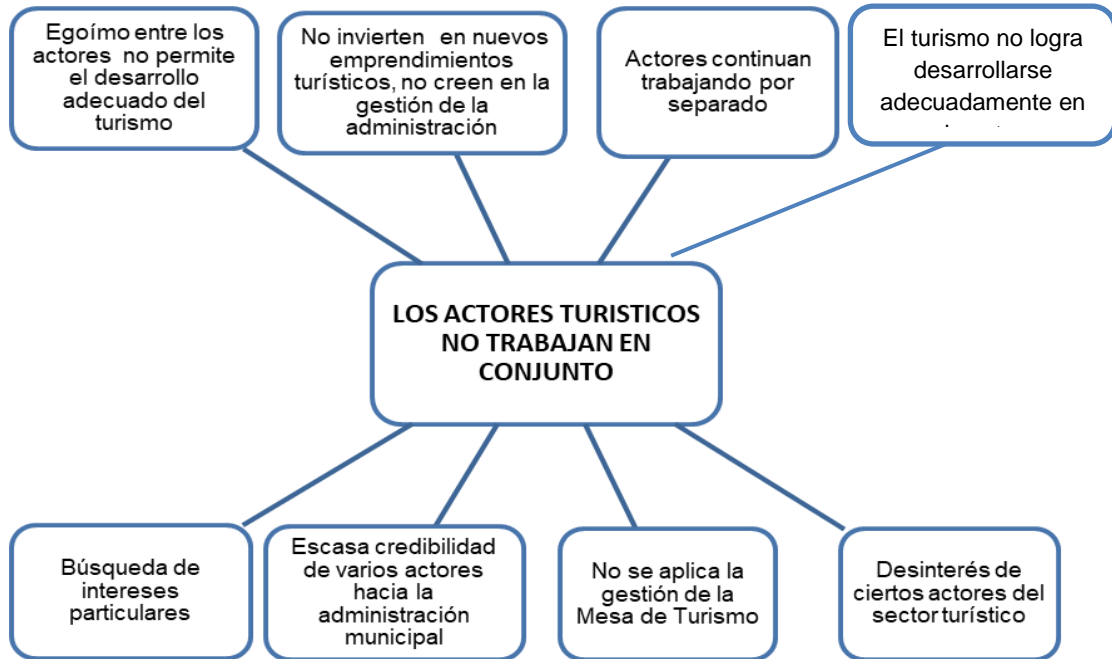 Egoímo entre los
actores no permite
el desarrollo
adecuado del
turismo
No invierten en nuevos
emprendimientos
turísticos, no creen en la
gestión de la
administración
Actores continuan
trabajando por
separado
El turismo no logra
desarrollarse
adecuadamente en
LOS ACTORES TURISTICOS
NO TRABAJAN EN
CONJUNTO
Búsqueda de
intereses
particulares
Escasa credibilidad
de varios actores
hacia la
administración
municipal
No se aplica la
gestión de la
Mesa de Turismo
Desinterés de
ciertos actores del
sector turístico